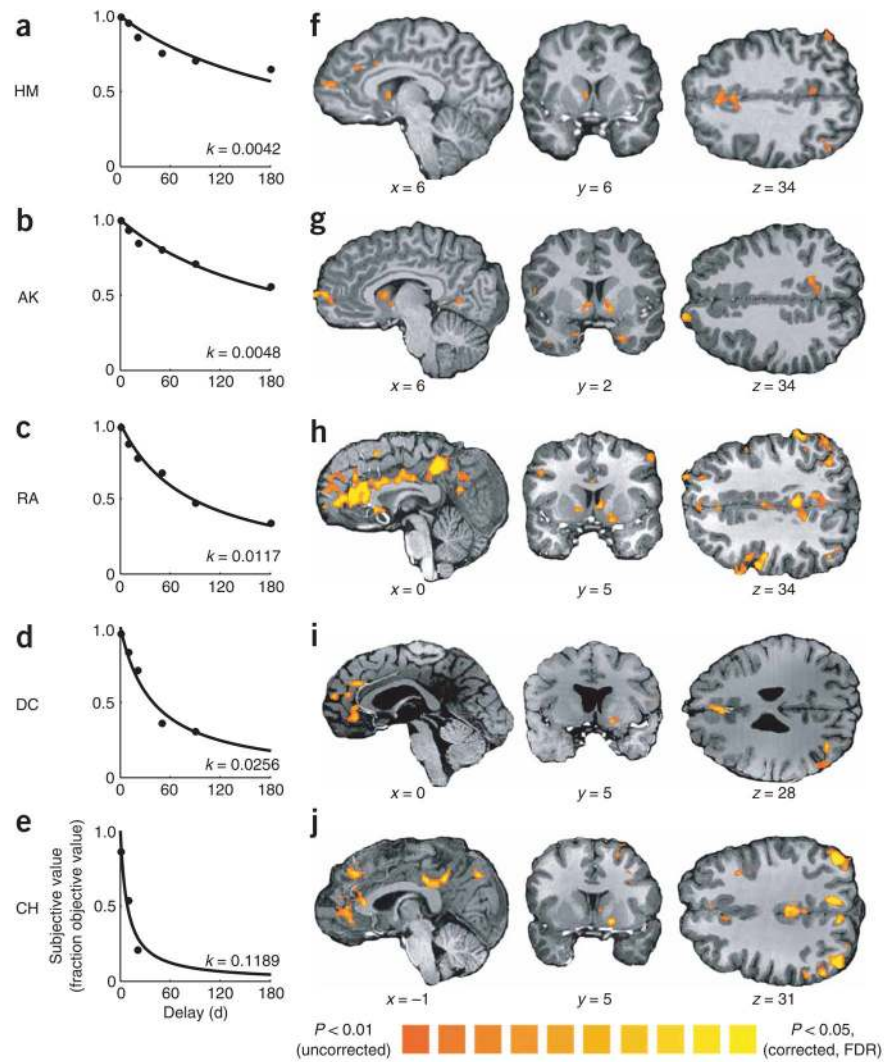 a
HM
1.0
0.5
0
0 60 120 180
k = 0.0042
f
x = 6 y = 6 z = 34
b
AK
1.0
0.5
0
0 60 120 180
k = 0.0048
g
x = 6 y = 2 z = 34
c
RA
1.0
0.5
0
0 60 120 180
k = 0.0117
h
x = 0 y = 5 z = 34
d
DC
1.0
0.5
0
0 60 120 180
k = 0.0256
i
x = 0 y = 5 z = 28
e
CH
Subjective value
(fraction objective value)
1.0
0.5
0
0 60 120 180
Delay (d)
k = 0.1189
j
x = –1 y = 5 z = 31
P < 0.01
(uncorrected)
P < 0.05,
(corrected, FDR)